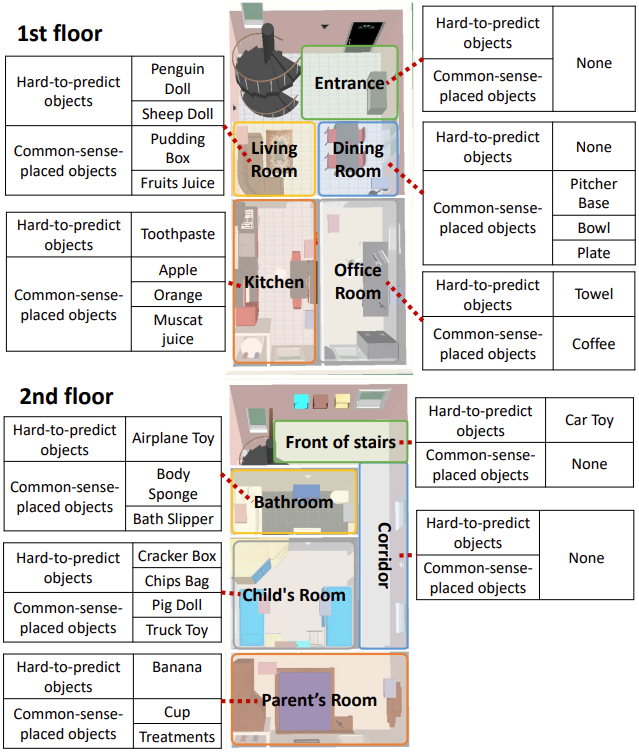 1st floor
Hard-to-predict
objects
Penguin
Doll
Sheep Doll
Common-sense-
placed objects
Pudding
Box
Fruits Juice
Hard-to-predict
objects
Toothpaste
Common-sense-
placed objects
Apple
Orange
Muscat
juice
Entrance
Living
Room
Dining
Room
Kitchen
Office
Room
Hard-to-predict
objects
Common-sense-
placed objects
None
Hard-to-predict
objects
None
Common-sense-
placed objects
Pitcher
Base
Bowl
Plate
Hard-to-predict
objects
Towel
Common-sense-
placed objects
Coffee
2nd floor
Hard-to-predict
objects
Airplane Toy
Common-sense-
placed objects
Body
Sponge
Bath Slipper
Hard-to-predict
objects
Cracker Box
Chips Bag
Common-sense-
placed objects
Pig Doll
Truck Toy
Hard-to-predict
objects
Banana
Common-sense-
placed objects
Cup
Treatments
Front of stairs
Bathroom
Corridor
Child's Room
Parent's Room
Hard-to-predict
objects
Car Toy
Common-sense-
placed objects
None
Hard-to-predict
objects
Common-sense-
placed objects
None